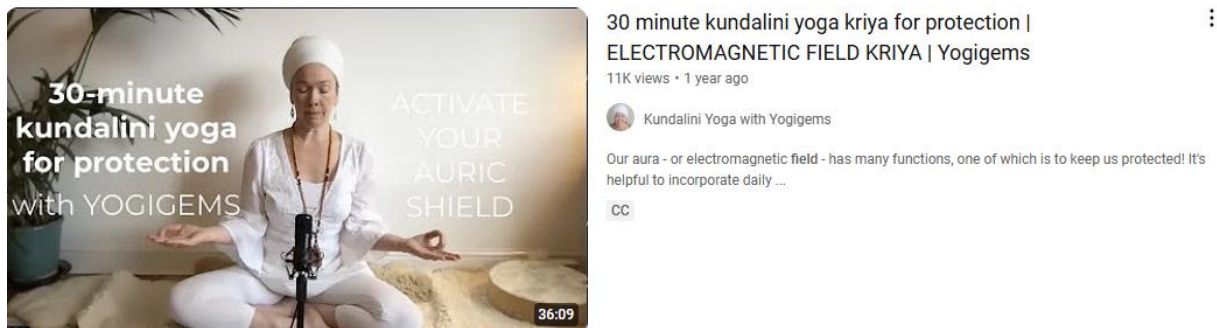 30-minute
kundalini yoga
for protection
with YOGIGEMS
ACTIVATE
YOUR
AURIC
SHIELD
36:09
30 minute kundalini yoga kriya for protection |
ELECTROMAGNETIC FIELD KRIYA | Yogigems
11K views • 1 year ago
Kundalini Yoga with Yogigems
Our aura - or electromagnetic field - has many functions, one of which is to keep us protected! It's
helpful to incorporate daily ...
CC